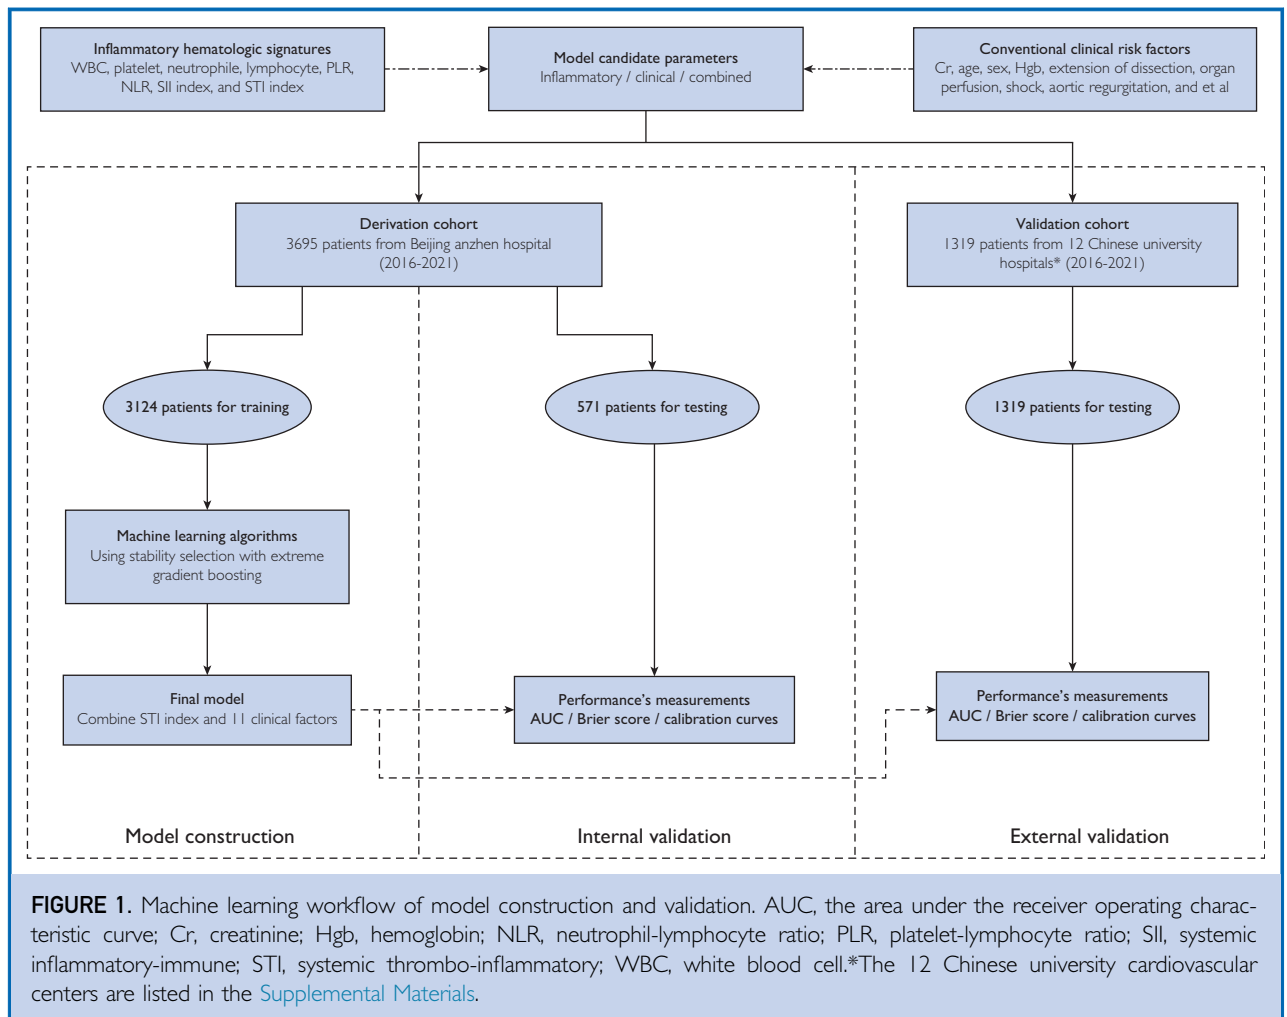 Inflammatory hematologic signatures
WBC, platelet, neutrophile, lymphocyte, PLR,
NLR, SII index, and STI index
Model candidate parameters
Inflammatory / clinical / combined
Conventional clinical risk factors
Cr, age, sex, Hgb, extension of dissection, organ
perfusion, shock, aortic regurgitation, and et al
Derivation cohort
3695 patients from Beijing anzhen hospital
(2016-2021)
Validation cohort
1319 patients from 12 Chinese university
hospitals* (2016-2021)
3124 patients for training
571 patients for testing
1319 patients for testing
Machine learning algorithms
Using stability selection with extreme
gradient boosting
Final model
Combine STI index and 11 clinical factors
Performance's measurements
AUC / Brier score / calibration curves
Performance's measurements
AUC / Brier score / calibration curves
Model construction
Internal validation
External validation
FIGURE 1. Machine learning workflow of model construction and validation. AUC, the area under the receiver operating charac-
teristic curve; Cr, creatinine; Hgb, hemoglobin; NLR, neutrophil-lymphocyte ratio; PLR, platelet-lymphocyte ratio; SII, systemic
inflammatory-immune; STI, systemic thrombo-inflammatory; WBC, white blood cell.*The 12 Chinese university cardiovascular
centers are listed in the Supplemental Materials.